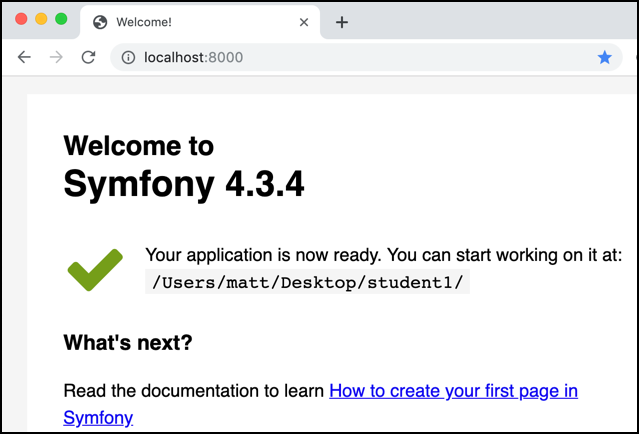 Welcome!
localhost:8000
Welcome to
Symfony 4.3.4
Your application is now ready. You can start working on it at:
/Users/matt/Desktop/student1/
What's next?
Read the documentation to learn How to create your first page in
Symfony